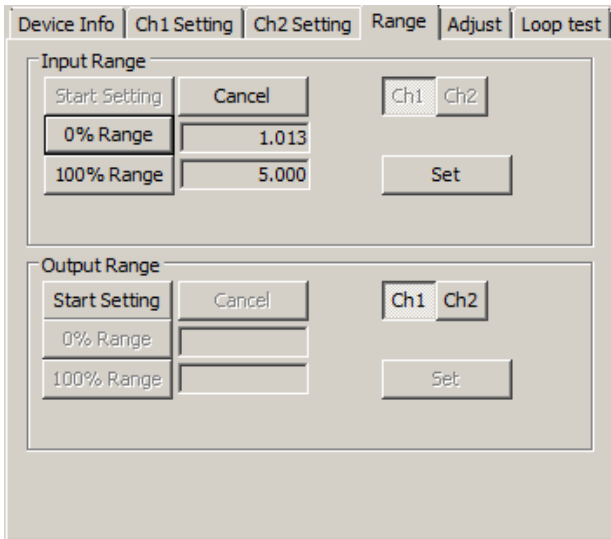 Device Info Ch1 Setting Ch2 Setting Range Adjust Loop test
Input Range
Start Setting Cancel Ch1 Ch2
0% Range 1.013
100% Range 5.000 Set
Output Range
Start Setting Cancel Ch1 Ch2
0% Range
100% Range Set